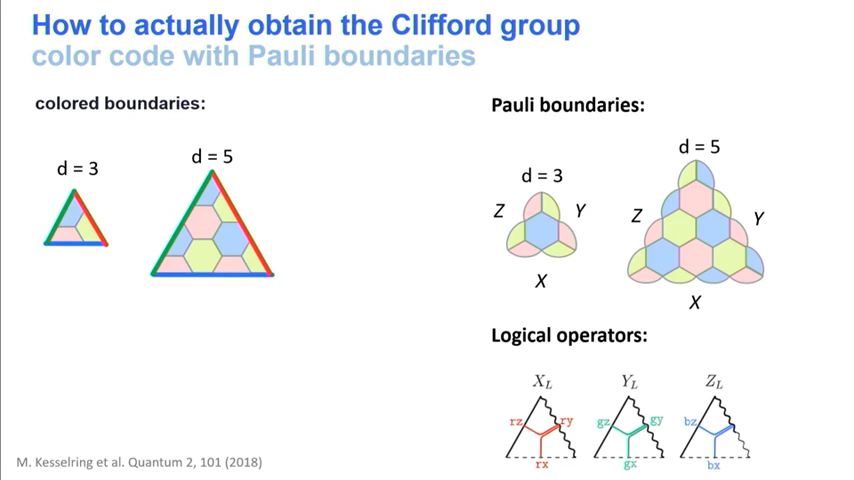 How to actually obtain the Clifford group
color code with Pauli boundaries
colored boundaries:
d = 3
d = 5
Pauli boundaries:
d = 3
Z
Y
X
d = 5
Z
Y
X
Logical operators:
X_L
rz
ry
rx
Y_L
gz
gy
gx
Z_L
bz
bx
M. Kesselring et al. Quantum 2, 101 (2018)